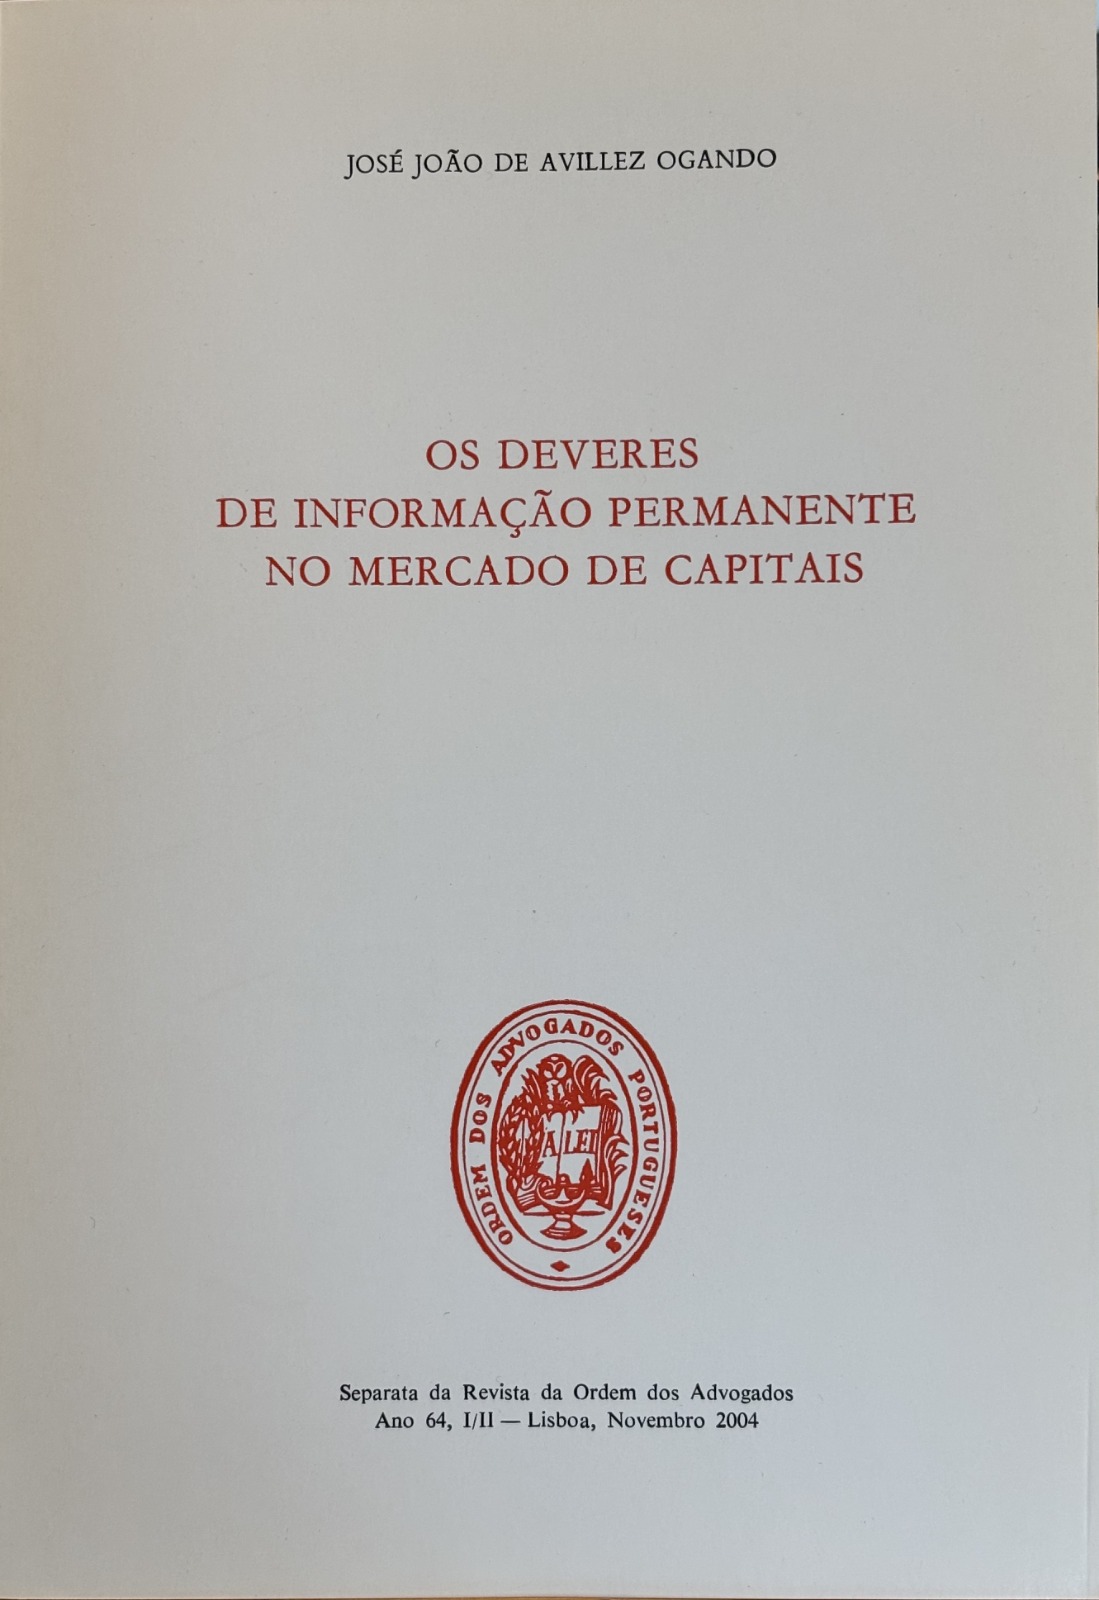 JOSÉ JOÃO DE AVILLEZ OGANDO
OS DEVERES
DE INFORMAÇÃO PERMANENTE
NO MERCADO DE CAPITAIS
ORDEM DOS ADVOGADOS PORTUGUESES
A LEI
Separata da Revista da Ordem dos Advogados
Ano 64, I/II — Lisboa, Novembro 2004